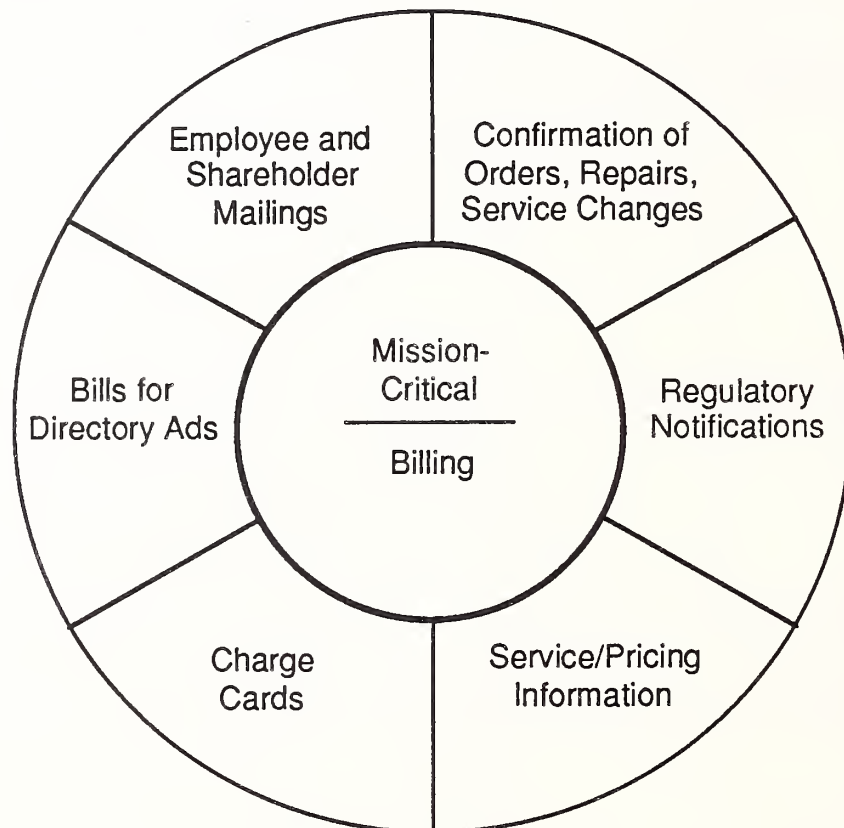 Employee and
Shareholder
Mailings
Confirmation of
Orders, Repairs,
Service Changes
Mission-
Critical
Billing
Bills for
Directory Ads
Regulatory
Notifications
Charge
Cards
Service/Pricing
Information